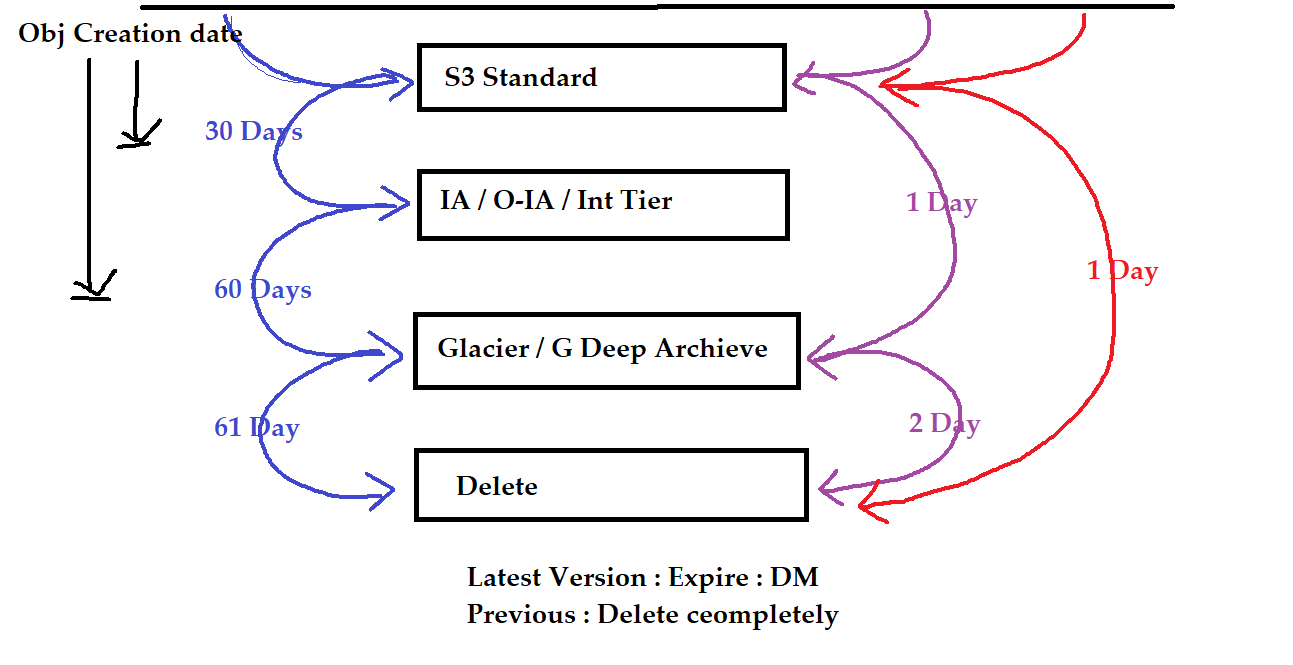 Obj Creation date
S3 Standard
30 Days
IA / O-IA / Int Tier
1 Day
1 Day
60 Days
Glacier / G Deep Archieve
61 Day
2 Day
Delete
Latest Version : Expire : DM
Previous : Delete ceompletely